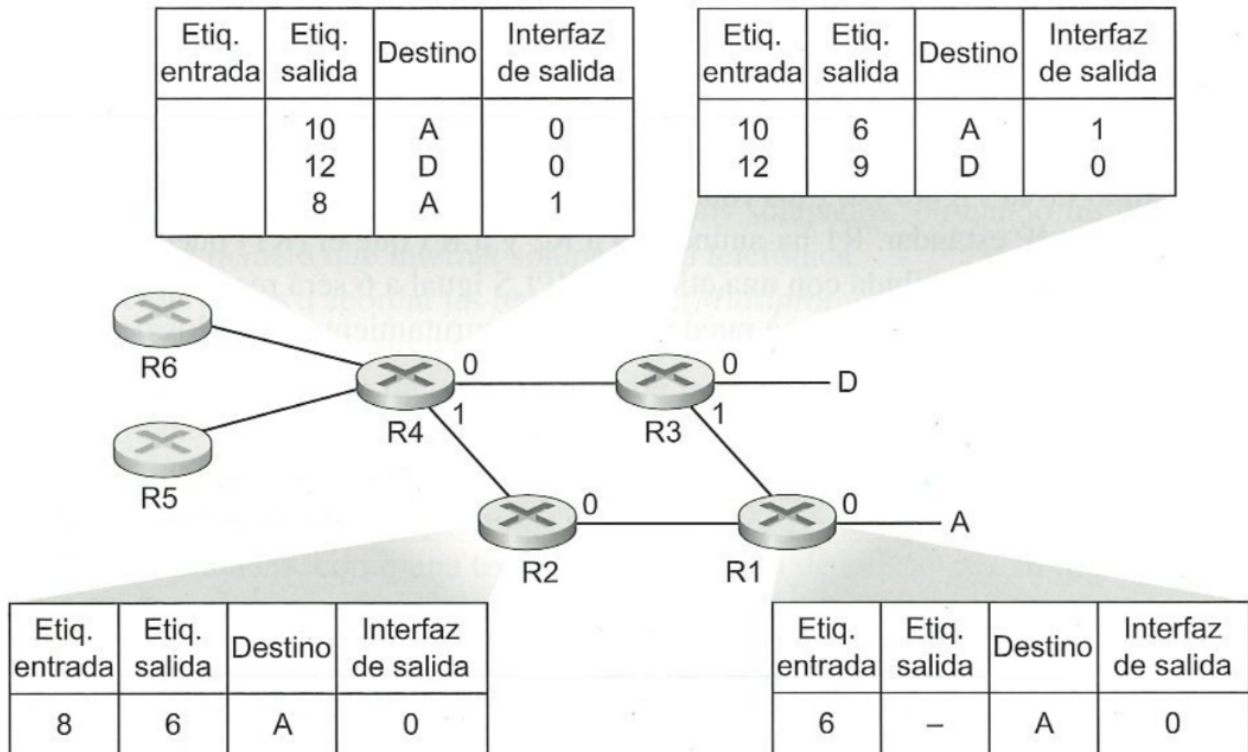 Etiq. entrada Etiq. salida Destino Interfaz de salida
10 A 0
12 D 0
8 A 1
Etiq. entrada Etiq. salida Destino Interfaz de salida
10 6 A 1
12 9 D 0
R6
R5
R4
0
1
R3
0
1
D
R2
0
R1
0
A
Etiq. entrada Etiq. salida Destino Interfaz de salida
8 6 A 0
Etiq. entrada Etiq. salida Destino Interfaz de salida
6 – A 0